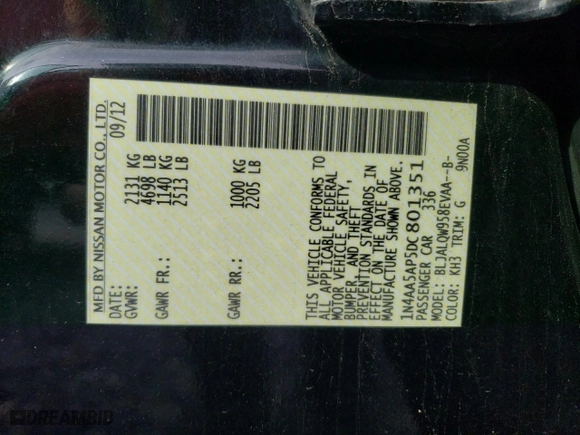 MFD BY NISSAN MOTOR CO., LTD.
DATE: 09/12
GVWR: 2131 KG
4698 LB
GAWR FR.: 1140 KG
2513 LB
GAWR RR.: 1000 KG
2205 LB
THIS VEHICLE CONFORMS TO
ALL APPLICABLE FEDERAL
MOTOR VEHICLE SAFETY,
BUMPER, AND THEFT
PREVENTION STANDARDS IN
EFFECT ON THE DATE OF
MANUFACTURE SHOWN ABOVE.
1N4AA5AP5DC801351
PASSENGER CAR 336
MODEL: BLJALQW958EVAA--B-
COLOR: KH3 TRIM: G 9N00A
DREAMBID